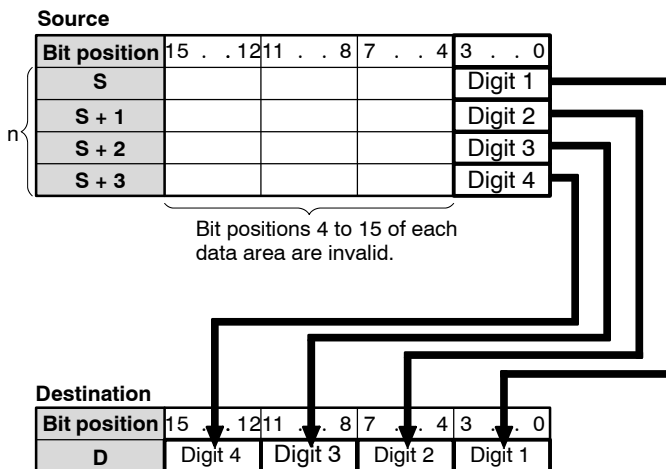 Source
Bit position 15 . . 12 11 . . 8 7 . . 4 3 . . 0
S Digit 1
S + 1 Digit 2
n
S + 2 Digit 3
S + 3 Digit 4
Bit positions 4 to 15 of each
data area are invalid.
Destination
Bit position 15 . . 12 11 . . 8 7 . . 4 3 . . 0
D Digit 4 Digit 3 Digit 2 Digit 1